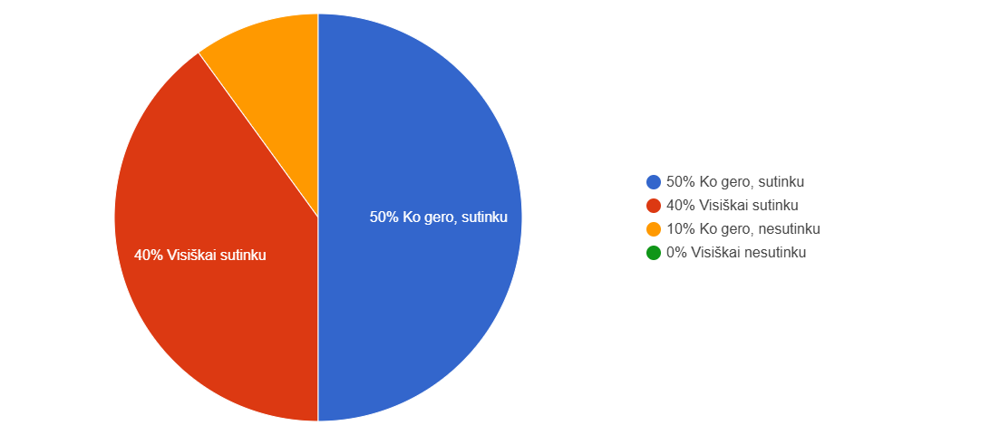 50% Ko gero, sutinku
40% Visiškai sutinku
50% Ko gero, sutinku
40% Visiškai sutinku
10% Ko gero, nesutinku
0% Visiškai nesutinku